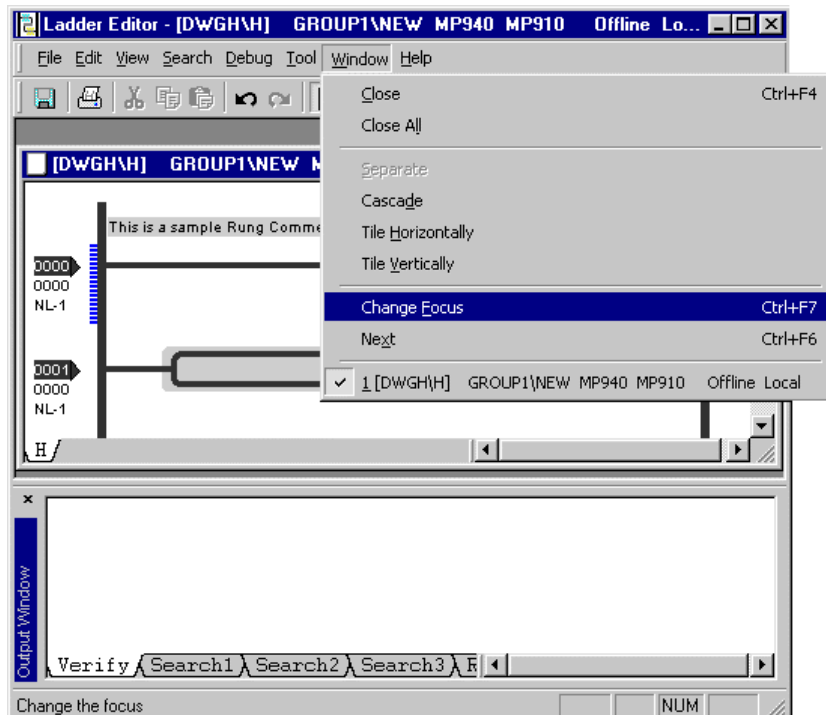 Ladder Editor - [DWGH\H] GROUP1\NEW MP940 MP910 Offline Lo...
File Edit View Search Debug Tool Window Help
Close Ctrl+F4
Close All
Separate
Cascade
Tile Horizontally
Tile Vertically
Change Focus Ctrl+F7
Next Ctrl+F6
1 [DWGH\H] GROUP1\NEW MP940 MP910 Offline Local
[DWGH\H] GROUP1\NEW
This is a sample Rung Comme
0000
0000
NL-1
0001
0000
NL-1
H
Output Window
Verify Search1 Search2 Search3
Change the focus
NUM